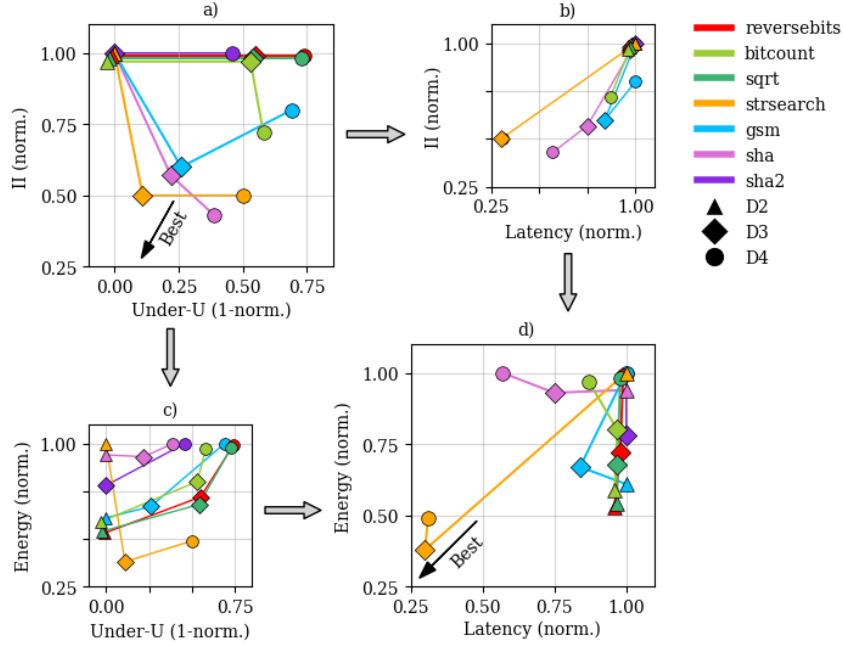 a)
1.00
0.75
0.50
0.25
II (norm.)
0.00
0.25
0.50
0.75
Under-U (1-norm.)
Best
b)
1.00
0.25
II (norm.)
0.25
1.00
Latency (norm.)
reversebits
bitcount
sqrt
strsearch
gsm
sha
sha2
D2
D3
D4
c)
1.00
0.25
Energy (norm.)
0.00
0.75
Under-U (1-norm.)
d)
1.00
0.75
0.50
0.25
Energy (norm.)
0.25
0.50
0.75
1.00
Latency (norm.)
Best